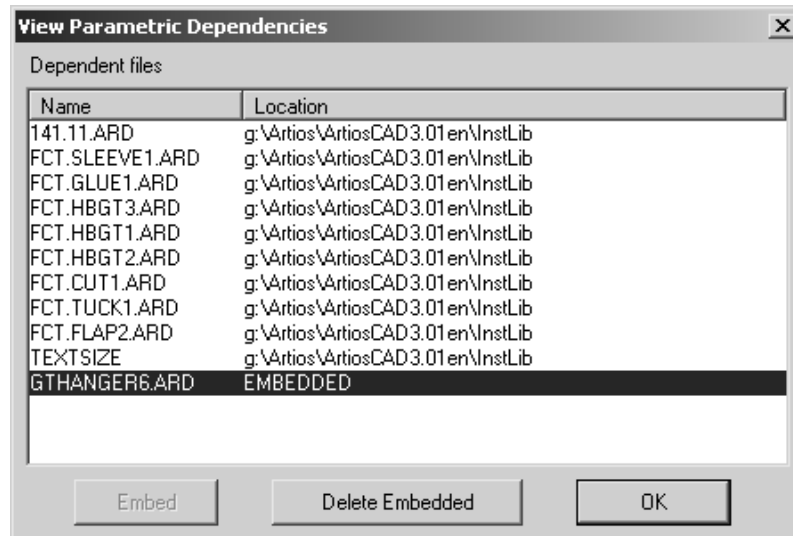 View Parametric Dependencies
Dependent files
Name Location
141.11.ARD g:\Artios\ArtiosCAD3.01en\InstLib
FCT.SLEEVE1.ARD g:\Artios\ArtiosCAD3.01en\InstLib
FCT.GLUE1.ARD g:\Artios\ArtiosCAD3.01en\InstLib
FCT.HBGT3.ARD g:\Artios\ArtiosCAD3.01en\InstLib
FCT.HBGT1.ARD g:\Artios\ArtiosCAD3.01en\InstLib
FCT.HBGT2.ARD g:\Artios\ArtiosCAD3.01en\InstLib
FCT.CUT1.ARD g:\Artios\ArtiosCAD3.01en\InstLib
FCT.TUCK1.ARD g:\Artios\ArtiosCAD3.01en\InstLib
FCT.FLAP2.ARD g:\Artios\ArtiosCAD3.01en\InstLib
TEXTSIZE g:\Artios\ArtiosCAD3.01en\InstLib
GTHANGER6.ARD EMBEDDED
Embed Delete Embedded OK